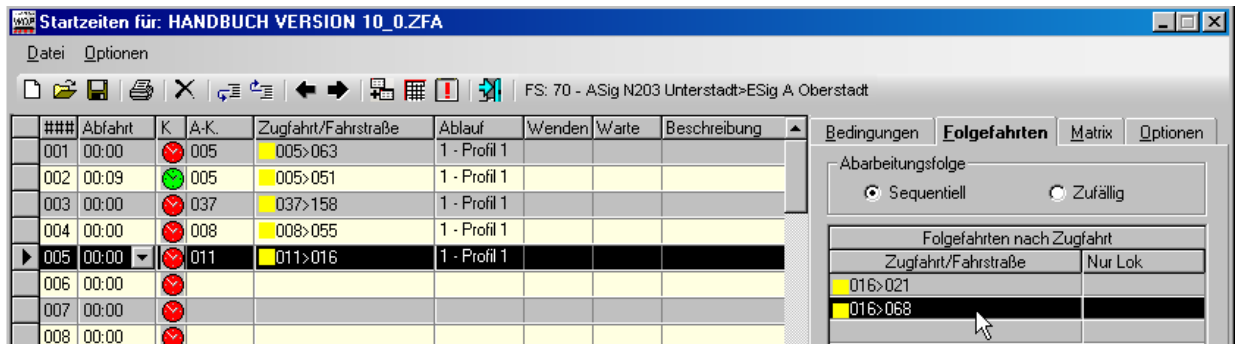 Startzeiten für: HANDBUCH VERSION 10_0.ZFA
Datei Optionen
FS: 70 - ASig N203 Unterstadt>ESig A Oberstadt
### Abfahrt K A.-K. Zugfahrt/Fahrstraße Ablauf Wenden Warte Beschreibung
001 00:00 005 005>063 1 - Profil 1
002 00:09 005 005>051 1 - Profil 1
003 00:00 037 037>158 1 - Profil 1
004 00:00 008 008>055 1 - Profil 1
005 00:00 011 011>016 1 - Profil 1
006 00:00
007 00:00
008 00:00
Bedingungen Folgefahrten Matrix Optionen
Abarbeitungsfolge
Sequentiell Zufällig
Folgefahrten nach Zugfahrt
Zugfahrt/Fahrstraße Nur Lok
016>021
016>068